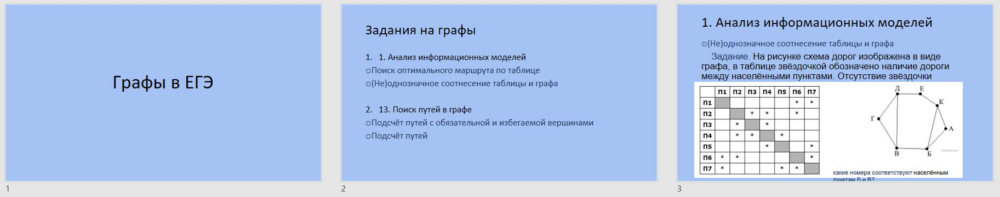 Графы в ЕГЭ
1
Задания на графы
1. 1. Анализ информационных моделей
○Поиск оптимального маршрута по таблице
○(Не)однозначное соотнесение таблицы и графа
2. 13. Поиск путей в графе
○Подсчёт путей с обязательной и избегаемой вершинами
○Подсчёт путей
2
1. Анализ информационных моделей
○(Не)однозначное соотнесение таблицы и графа
Задание. На рисунке схема дорог изображена в виде
графа, в таблице звёздочкой обозначено наличие дороги
между населёнными пунктами. Отсутствие звёздочки
П1 П2 П3 П4 П5 П6 П7
П1 * *
П2 * * *
П3 * *
П4 * * *
П5 * *
П6 * * *
П7 * * *
Д Е
К
Г
А
В Б
какие номера соответствуют населённым
пунктам Б и В?
3